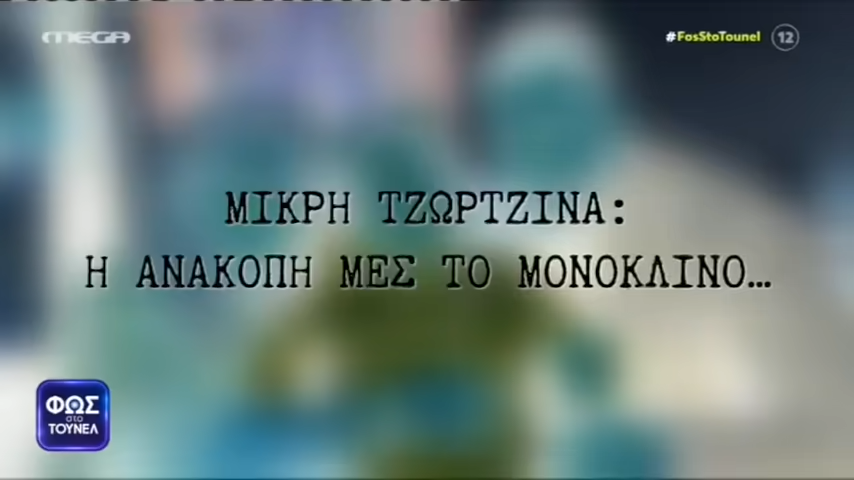 MEGA
#FosStoTounel 12
ΜΙΚΡΗ ΤΖΩΡΤΖΙΝΑ:
Η ΑΝΑΚΟΠΗ ΜΕΣ ΤΟ ΜΟΝΟΚΛΙΝΟ…
ΦΩΣ
στο
ΤΟΥΝΕΛ